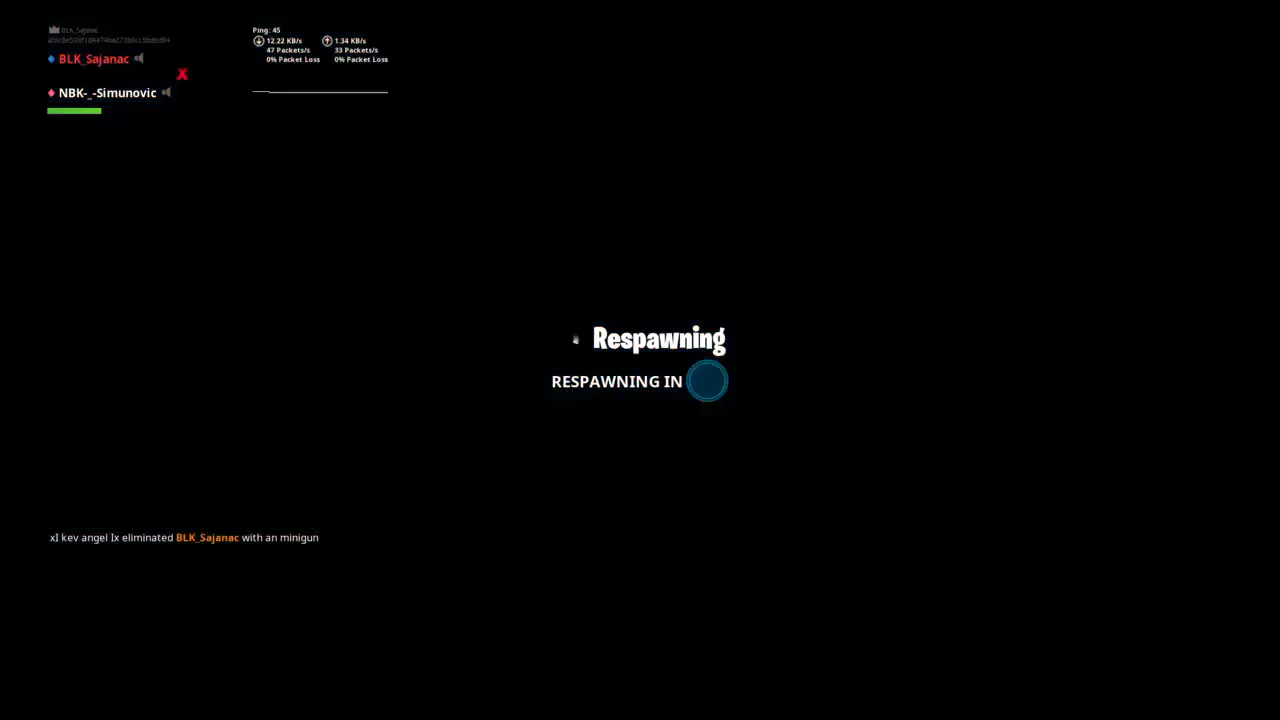 BLK_Sajanac
BLK_Sajanac
X
NBK-_-Simunovic
Ping: 45
12.22 KB/s 1.34 KB/s
47 Packets/s 33 Packets/s
0% Packet Loss 0% Packet Loss
Respawning
RESPAWNING IN
xI kev angel Ix eliminated BLK_Sajanac with an minigun